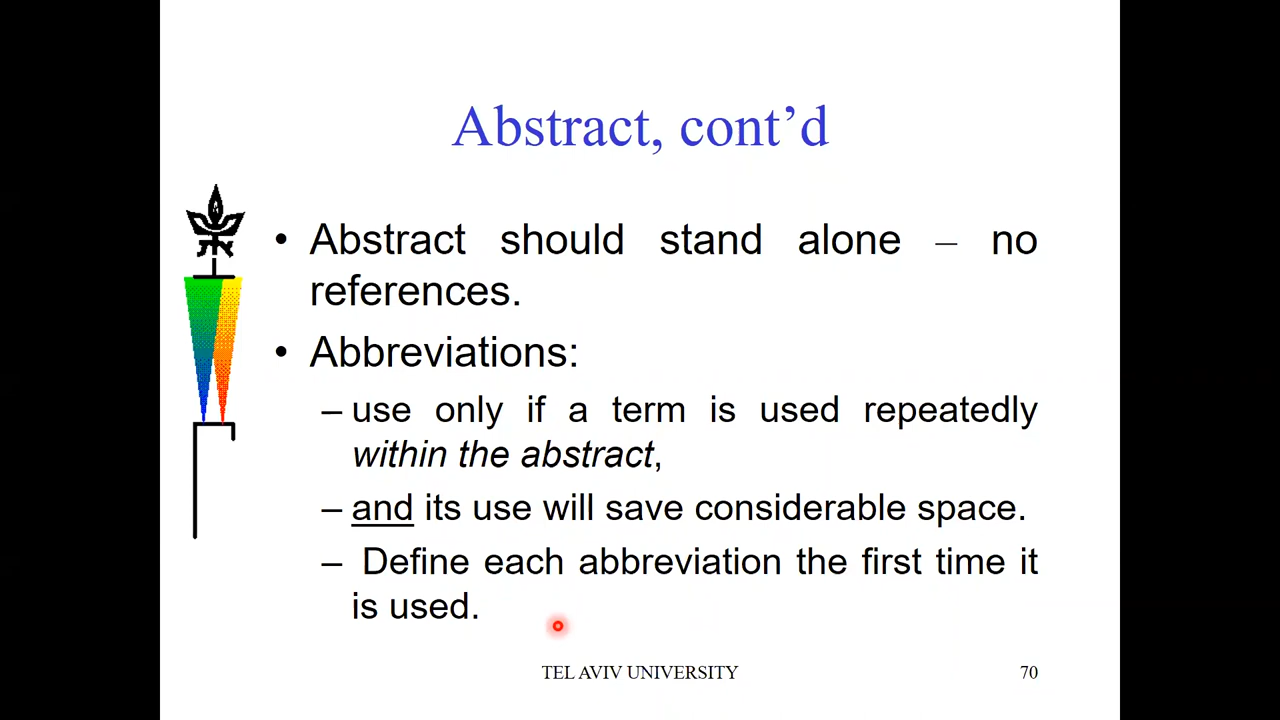 Abstract, cont’d
• Abstract should stand alone – no
references.
• Abbreviations:
– use only if a term is used repeatedly
within the abstract,
– and its use will save considerable space.
– Define each abbreviation the first time it
is used.
TEL AVIV UNIVERSITY
70